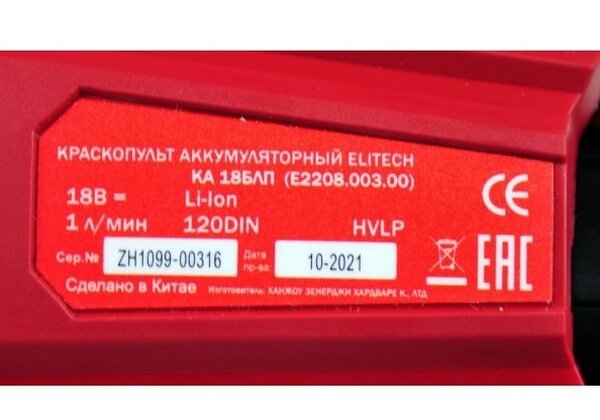 КРАСКОПУЛЬТ АККУМУЛЯТОРНЫЙ ELITECH
КА 18БЛП (E2208.003.00)
18В = Li-Ion
1 л/мин 120DIN HVLP
Сер.№ ZH1099-00316 Дата пр-ва: 10-2021
Сделано в Китае Изготовитель: ХАНЖОУ ЗЕНЕРДЖИ ХАРДВАРЕ К., ЛТД
CE
EAC